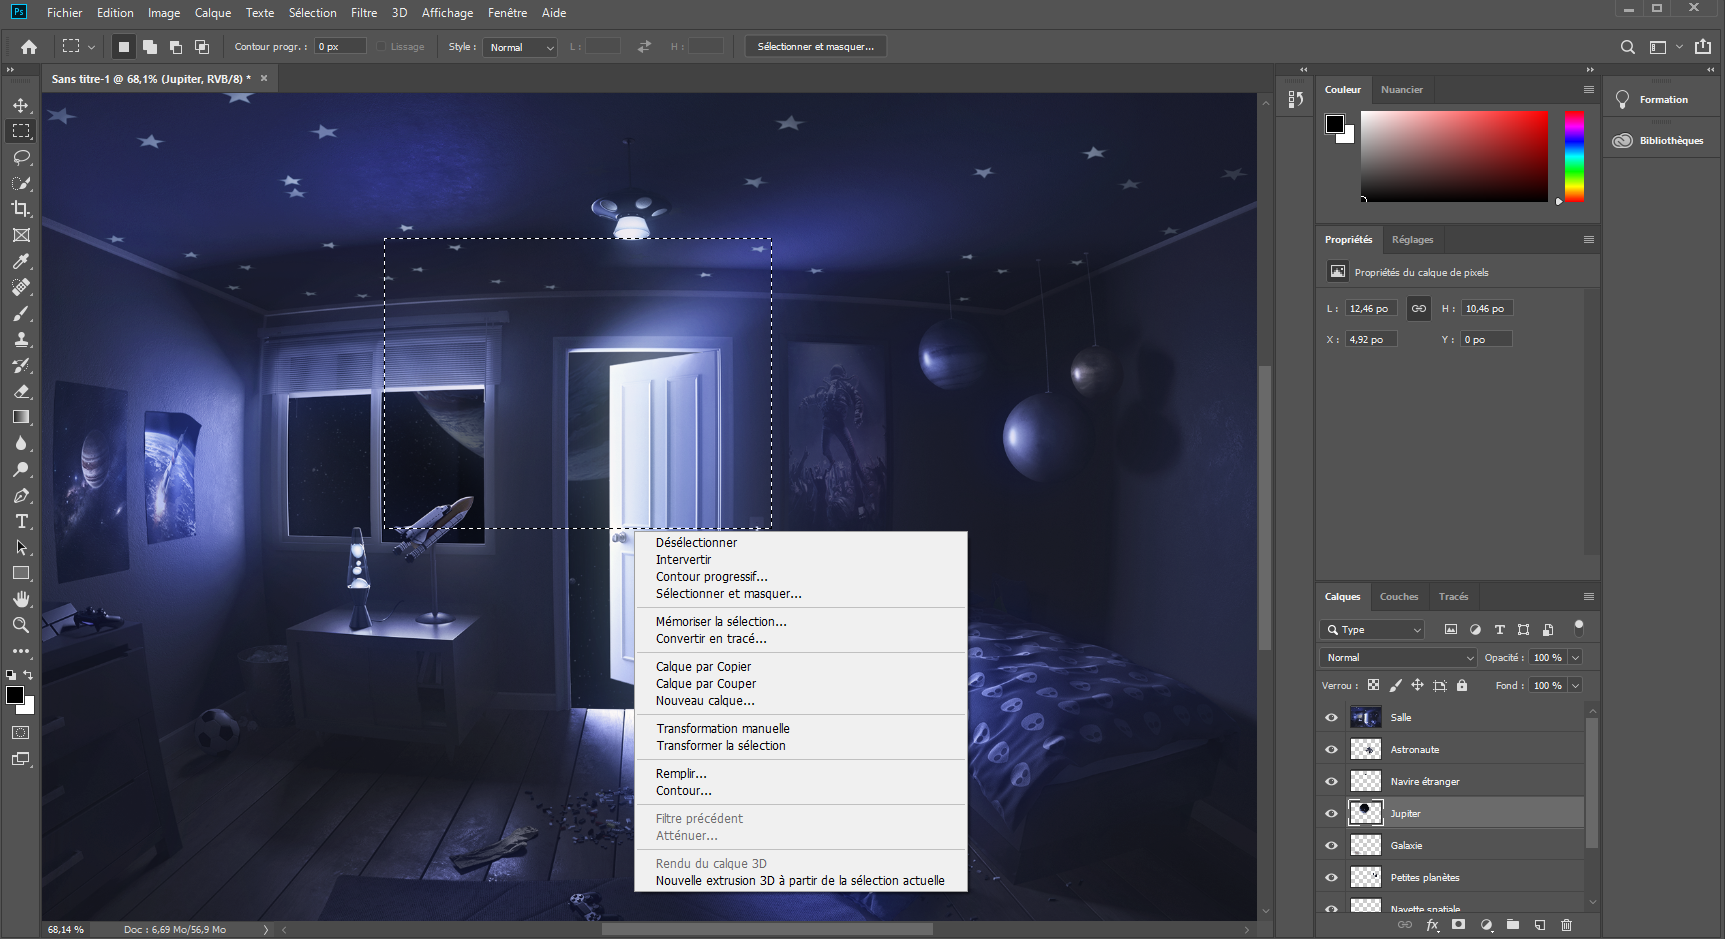 Ps Fichier Edition Image Calque Texte Sélection Filtre 3D Affichage Fenêtre Aide
Contour progr. : 0 px Lissage Style : Normal L : H : Sélectionner et masquer...
Sans titre-1 @ 68,1% (Jupiter, RVB/8) *
Couleur Nuancier
Formation
Bibliothèques
Propriétés Réglages
Propriétés du calque de pixels
L : 12,46 po H : 10,46 po
X : 4,92 po Y : 0 po
Désélectionner
Intervertir
Contour progressif...
Sélectionner et masquer...
Mémoriser la sélection...
Convertir en tracé...
Calque par Copier
Calque par Couper
Nouveau calque...
Transformation manuelle
Transformer la sélection
Remplir...
Contour...
Filtre précédent
Atténuer...
Rendu du calque 3D
Nouvelle extrusion 3D à partir de la sélection actuelle
Calques Couches Tracés
Type
Normal Opacité : 100 %
Verrou : Fond : 100 %
Salle
Astronaute
Navire étranger
Jupiter
Galaxie
Petites planètes
Navette spatiale
fx
68,14 % Doc : 6,69 Mo/56,9 Mo